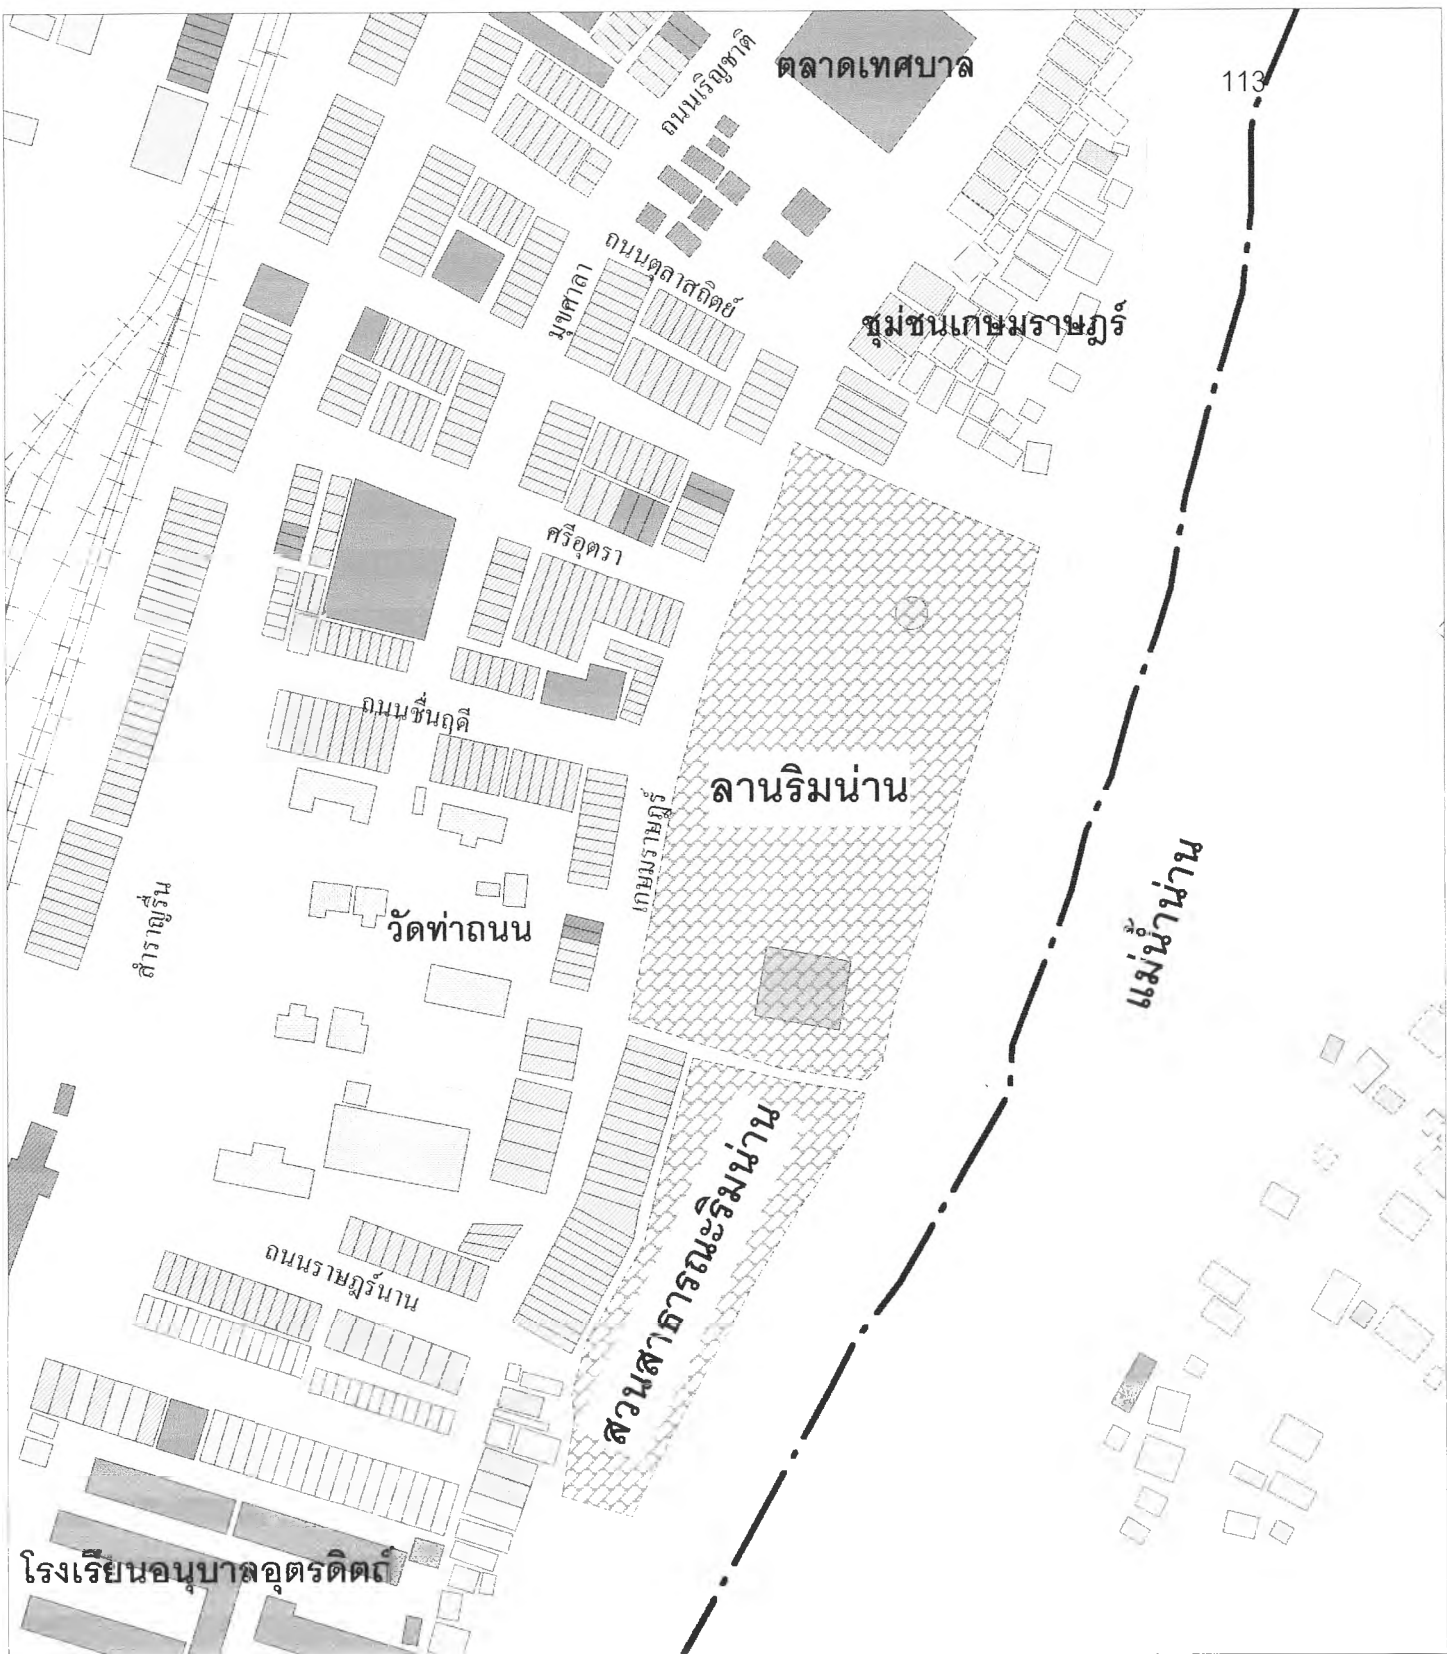 ตลาดเทศบาล
113
ถนนเริญชาติ
ถนนตุลาสถิตย์
มุขศาลา
ชุมชนเกษมราษฎร์
ศรีอุตรา
ถนนชื่นฤดี
ลานริมน่าน
เกษมราษฎร์
สำราญรื่น
วัดท่าถนน
แม่น้ำน่าน
สวนสาธารณะริมน่าน
ถนนราษฎร์นาน
โรงเรียนอนุบาลอุตรดิตถ์